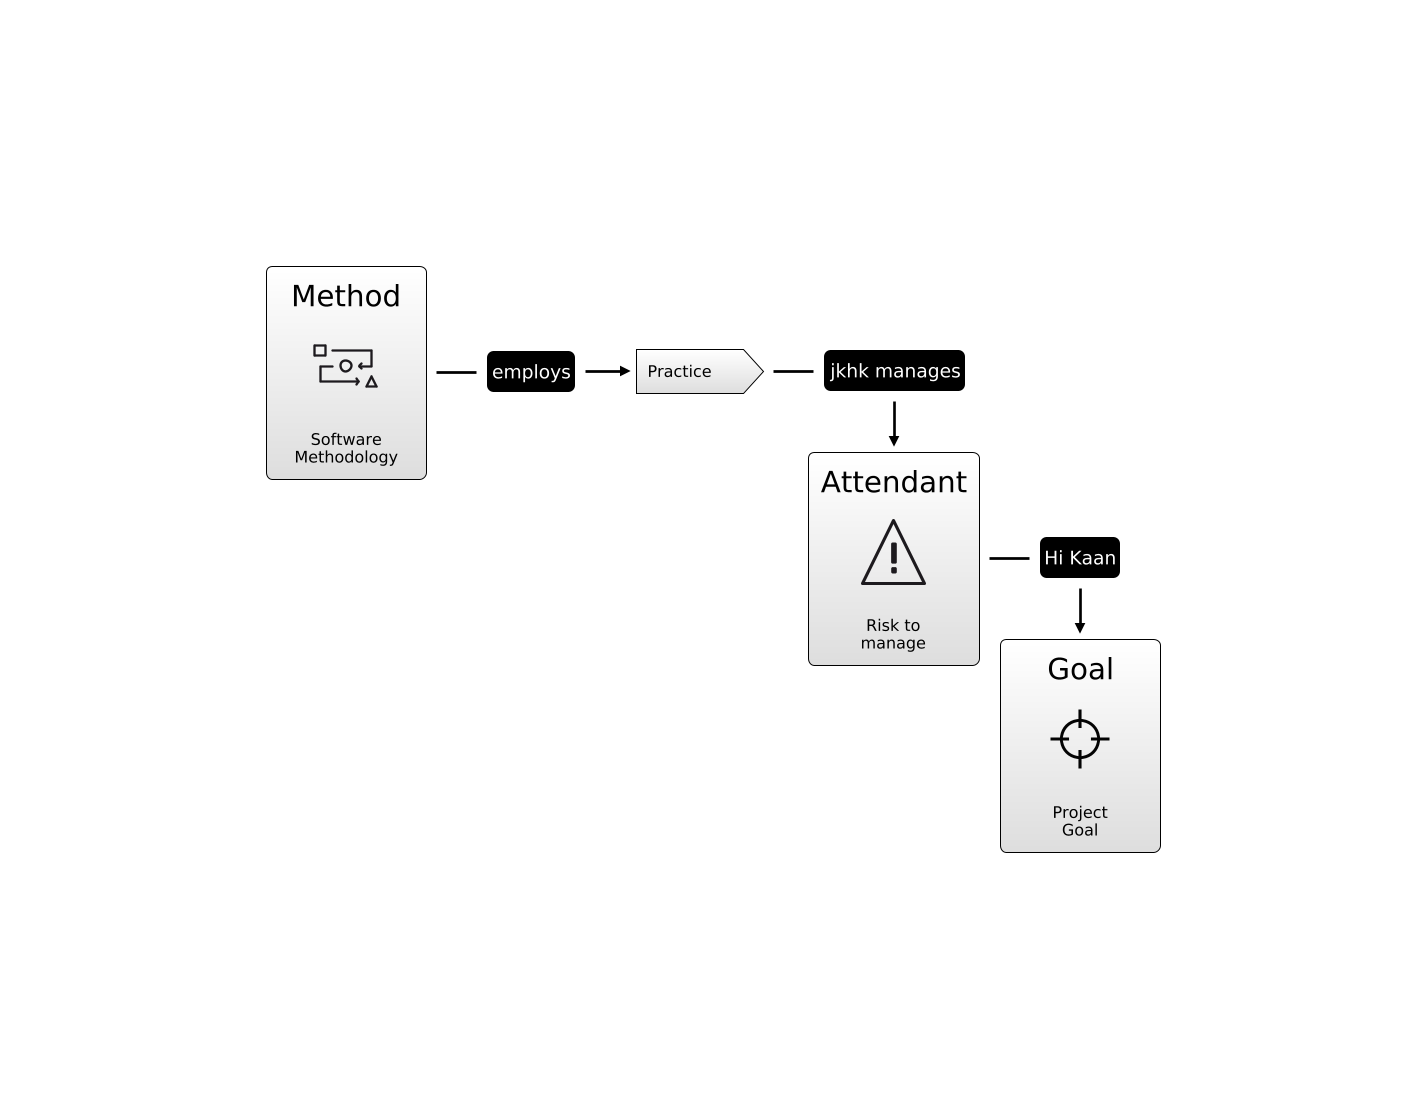 Method
Software
Methodology
employs
Practice
jkhk manages
Attendant
Risk to
manage
Hi Kaan
Goal
Project
Goal